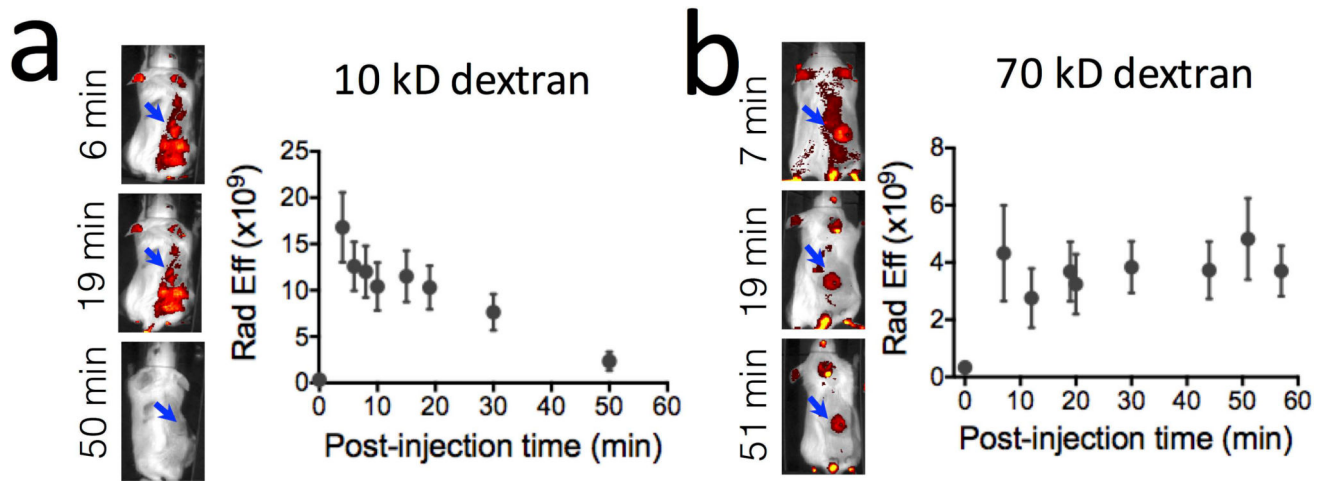 a
6 min
19 min
50 min
10 kD dextran
Rad Eff (x10⁹)
25
20
15
10
5
0
0 10 20 30 40 50 60
Post-injection time (min)
b
7 min
19 min
51 min
70 kD dextran
Rad Eff (x10⁹)
8
6
4
2
0
0 10 20 30 40 50 60
Post-injection time (min)